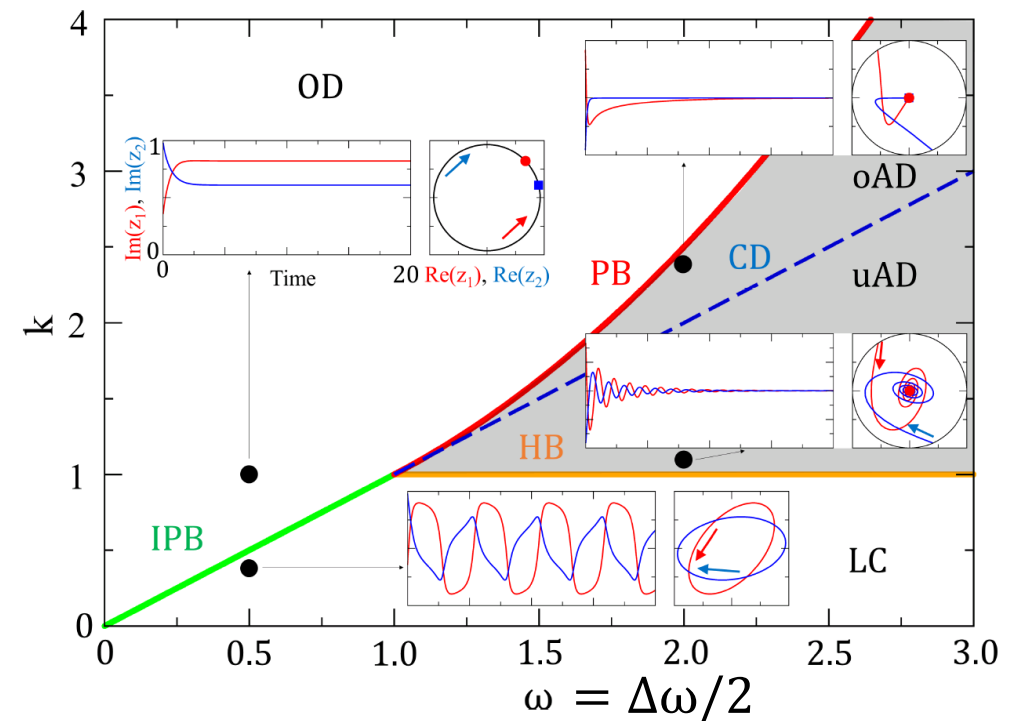 4
OD
1
Im(z₁), Im(z₂)
0
0
Time
20
Re(z₁), Re(z₂)
3
oAD
PB
CD
uAD
k
2
HB
1
IPB
LC
0
0
0.5
1.0
1.5
2.0
2.5
3.0
ω = Δω/2